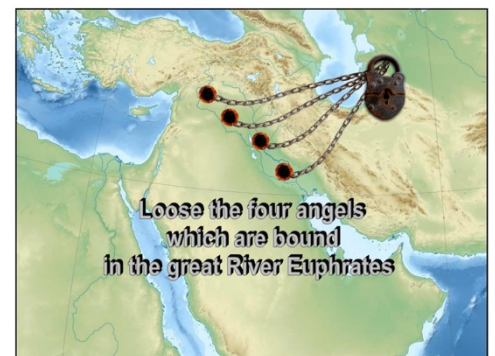 Loose the four angels
which are bound
in the great River Euphrates